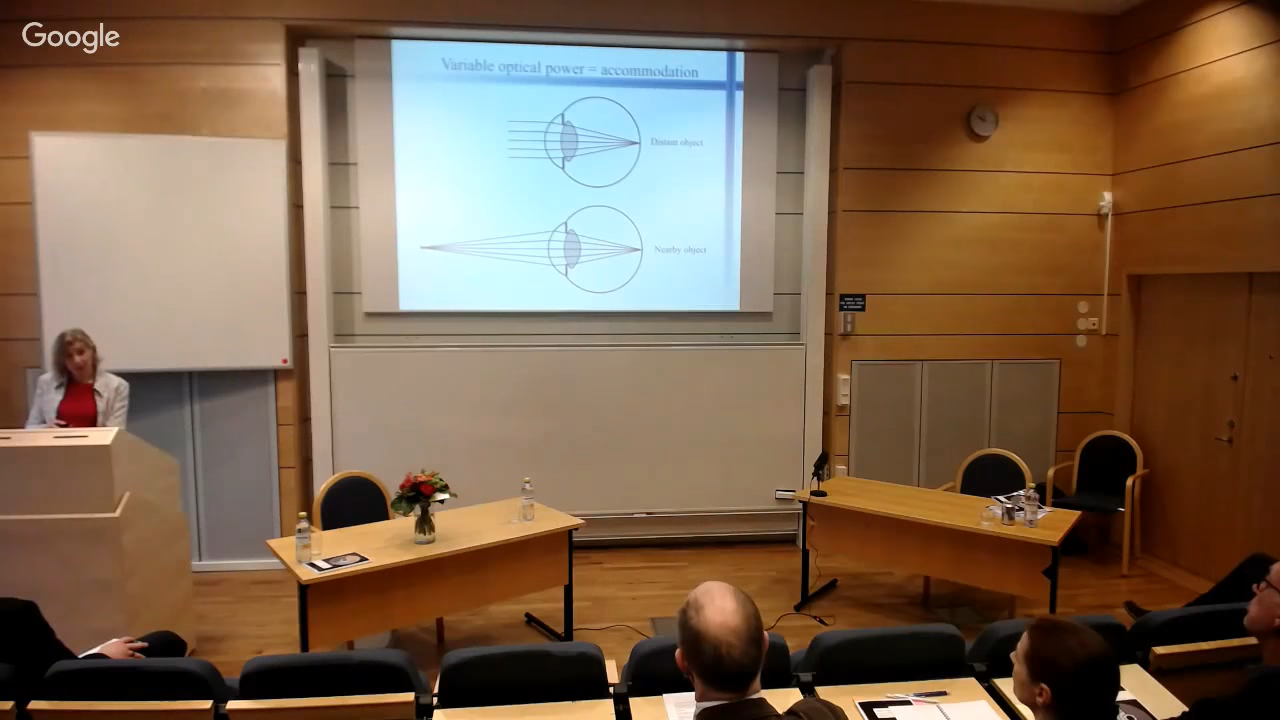 Google
Variable optical power = accommodation
Distant object
Nearby object